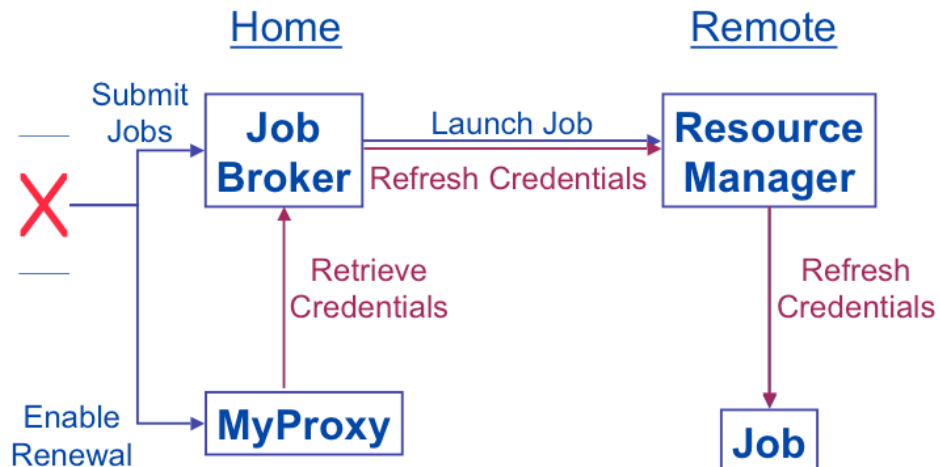 Home
Remote
Submit
Jobs
Job
Broker
Launch Job
Refresh Credentials
Resource
Manager
Retrieve
Credentials
Refresh
Credentials
Enable
Renewal
MyProxy
Job